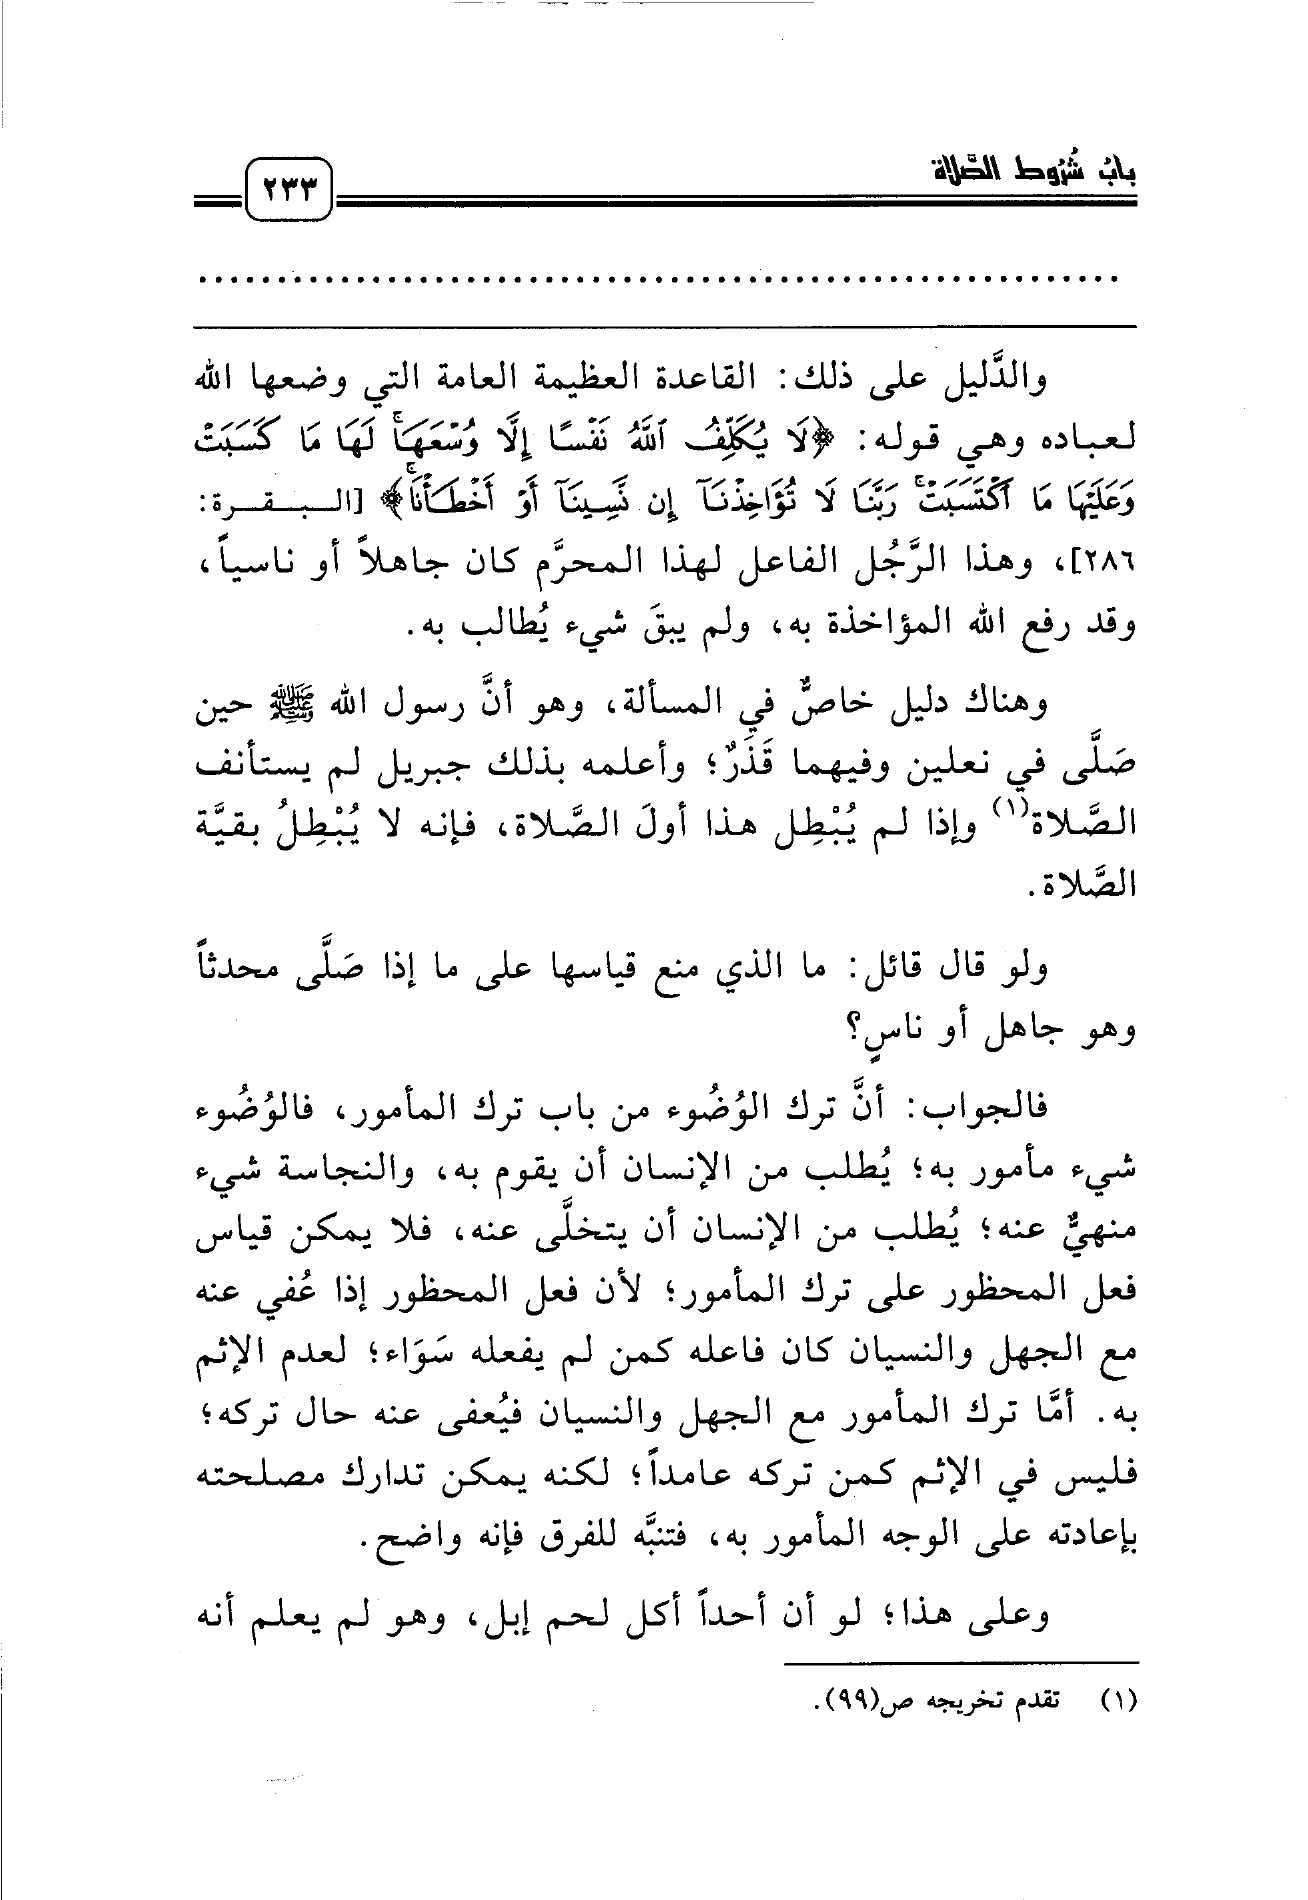 باب شُرُوط الصَّلاة
٢٣٣
والدَّليل على ذلك: القاعدة العظيمة العامة التي وضعها الله
لعباده وهي قوله: ﴿لَا يُكَلِّفُ ٱللَّهُ نَفْسًا إِلَّا وُسْعَهَاۚ لَهَا مَا كَسَبَتْ
وَعَلَيْهَا مَا ٱكْتَسَبَتْۗ رَبَّنَا لَا تُؤَاخِذْنَآ إِن نَّسِينَآ أَوْ أَخْطَأْنَاۚ﴾ [البقرة:
٢٨٦]، وهذا الرَّجُل الفاعل لهذا المحرَّم كان جاهلاً أو ناسياً،
وقد رفع الله المؤاخذة به، ولم يبقَ شيء يُطالب به.
وهناك دليل خاصٌّ في المسألة، وهو أنَّ رسول الله ﷺ حين
صَلَّى في نعلين وفيهما قَذَرٌ؛ وأعلمه بذلك جبريل لم يستأنف
الصَّلاة(١) وإذا لم يُبْطِل هذا أولَ الصَّلاة، فإنه لا يُبْطِلُ بقيَّة
الصَّلاة.
ولو قال قائل: ما الذي منع قياسها على ما إذا صَلَّى محدثاً
وهو جاهل أو ناسٍ؟
فالجواب: أنَّ ترك الوُضُوء من باب ترك المأمور، فالوُضُوء
شيء مأمور به؛ يُطلب من الإنسان أن يقوم به، والنجاسة شيء
منهيٌّ عنه؛ يُطلب من الإنسان أن يتخلَّى عنه، فلا يمكن قياس
فعل المحظور على ترك المأمور؛ لأن فعل المحظور إذا عُفي عنه
مع الجهل والنسيان كان فاعله كمن لم يفعله سَوَاء؛ لعدم الإثم
به. أمَّا ترك المأمور مع الجهل والنسيان فيُعفى عنه حال تركه؛
فليس في الإثم كمن تركه عامداً؛ لكنه يمكن تدارك مصلحته
بإعادته على الوجه المأمور به، فتنبَّه للفرق فإنه واضح.
وعلى هذا؛ لو أن أحداً أكل لحم إبل، وهو لم يعلم أنه
(١) تقدم تخريجه ص(٩٩).